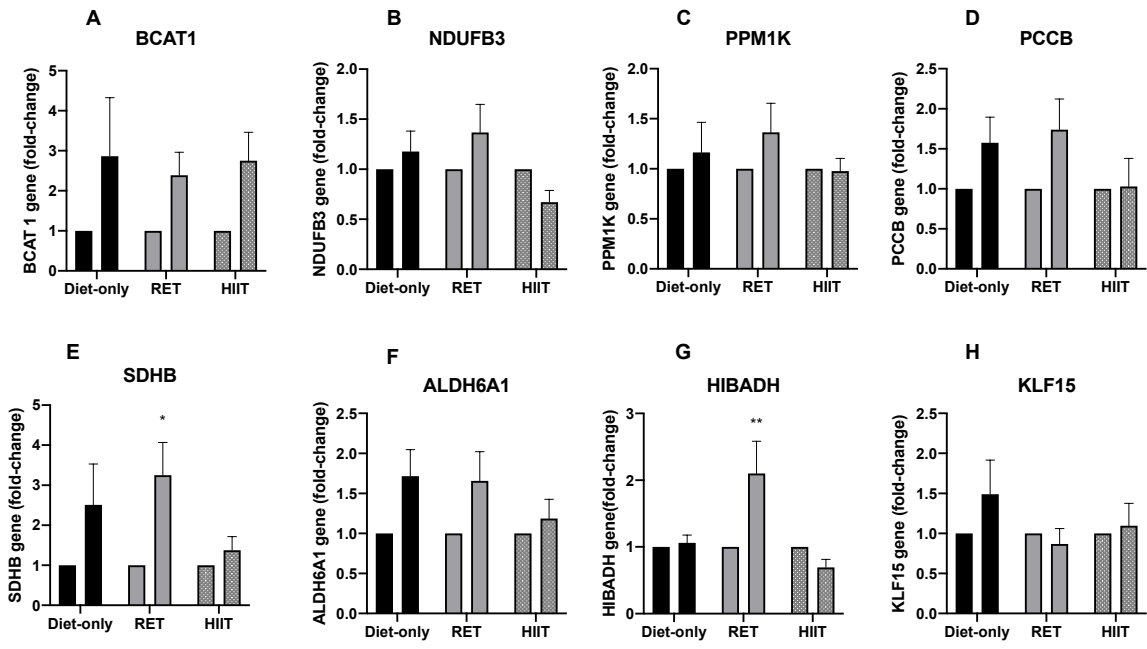 A
BCAT1
BCAT 1 gene (fold-change)
5
4
3
2
1
0
Diet-only RET HIIT
B
NDUFB3
NDUFB3 gene (fold-change)
2.0
1.5
1.0
0.5
0.0
Diet-only RET HIIT
C
PPM1K
PPM1K gene (fold-change)
2.0
1.5
1.0
0.5
0.0
Diet-only RET HIIT
D
PCCB
PCCB gene (fold-change)
2.5
2.0
1.5
1.0
0.5
0.0
Diet-only RET HIIT
E
SDHB
SDHB gene (fold-change)
5
4
3
2
1
0
*
Diet-only RET HIIT
F
ALDH6A1
ALDH6A1 gene (fold-change)
2.5
2.0
1.5
1.0
0.5
0.0
Diet-only RET HIIT
G
HIBADH
HIBADH gene(fold-change)
3
2
1
0
**
Diet-only RET HIIT
H
KLF15
KLF15 gene (fold-change)
2.5
2.0
1.5
1.0
0.5
0.0
Diet-only RET HIIT